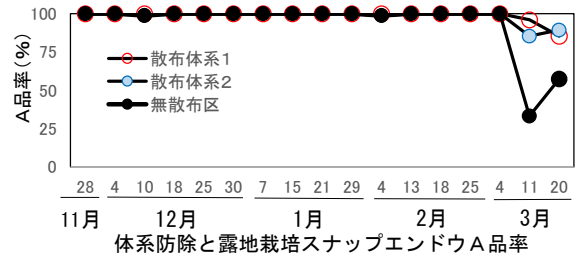 A品率(%)
100
75
50
25
0
散布体系1
散布体系2
無散布区
28 4 10 18 25 30 7 15 21 29 4 13 18 25 4 11 20
11月 12月 1月 2月 3月
体系防除と露地栽培スナップエンドウA品率